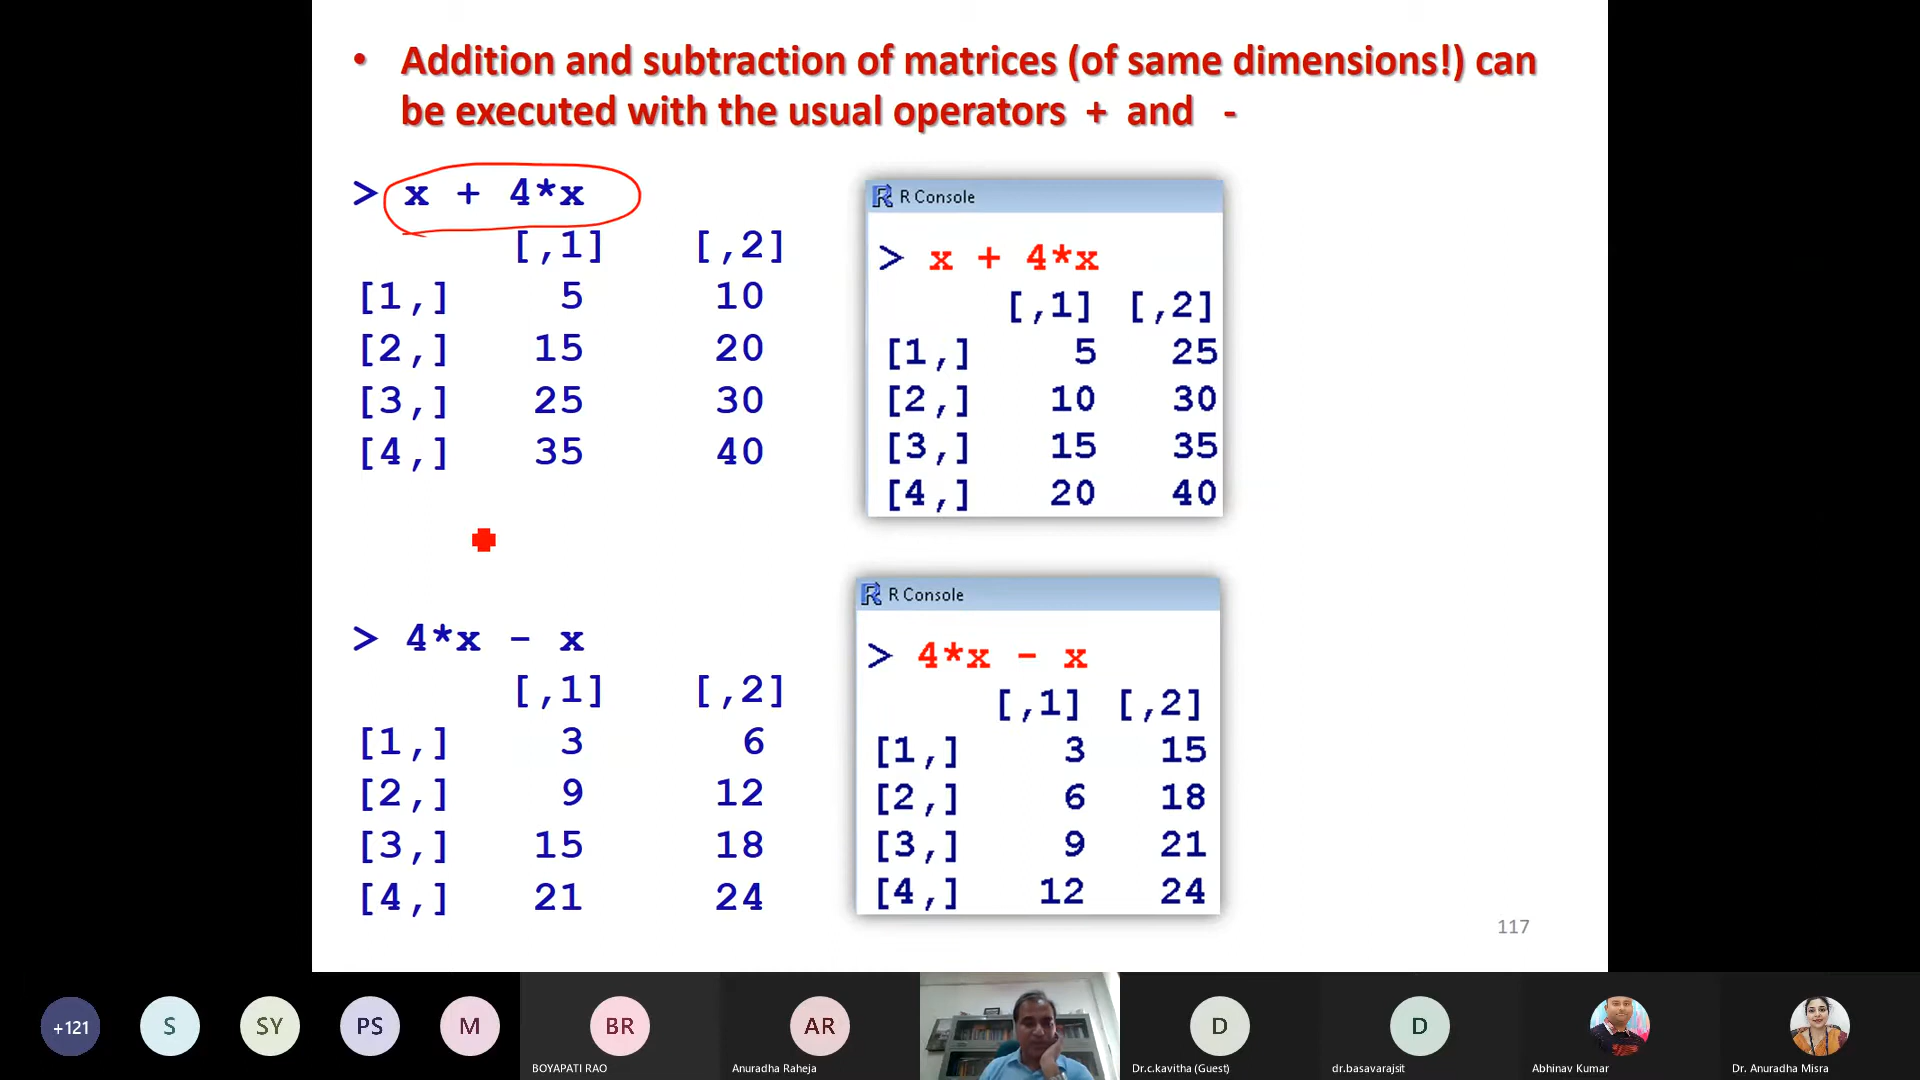 • Addition and subtraction of matrices (of same dimensions!) can
be executed with the usual operators + and -
> x + 4*x
[,1] [,2]
[1,] 5 10
[2,] 15 20
[3,] 25 30
[4,] 35 40
R Console
> x + 4*x
[,1] [,2]
[1,] 5 25
[2,] 10 30
[3,] 15 35
[4,] 20 40
> 4*x - x
[,1] [,2]
[1,] 3 6
[2,] 9 12
[3,] 15 18
[4,] 21 24
R Console
> 4*x - x
[,1] [,2]
[1,] 3 15
[2,] 6 18
[3,] 9 21
[4,] 12 24
117
+121
S
SY
PS
M
BR
BOYAPATI RAO
AR
Anuradha Raheja
D
Dr.c.kavitha (Guest)
D
dr.basavarajsit
Abhinav Kumar
Dr. Anuradha Misra